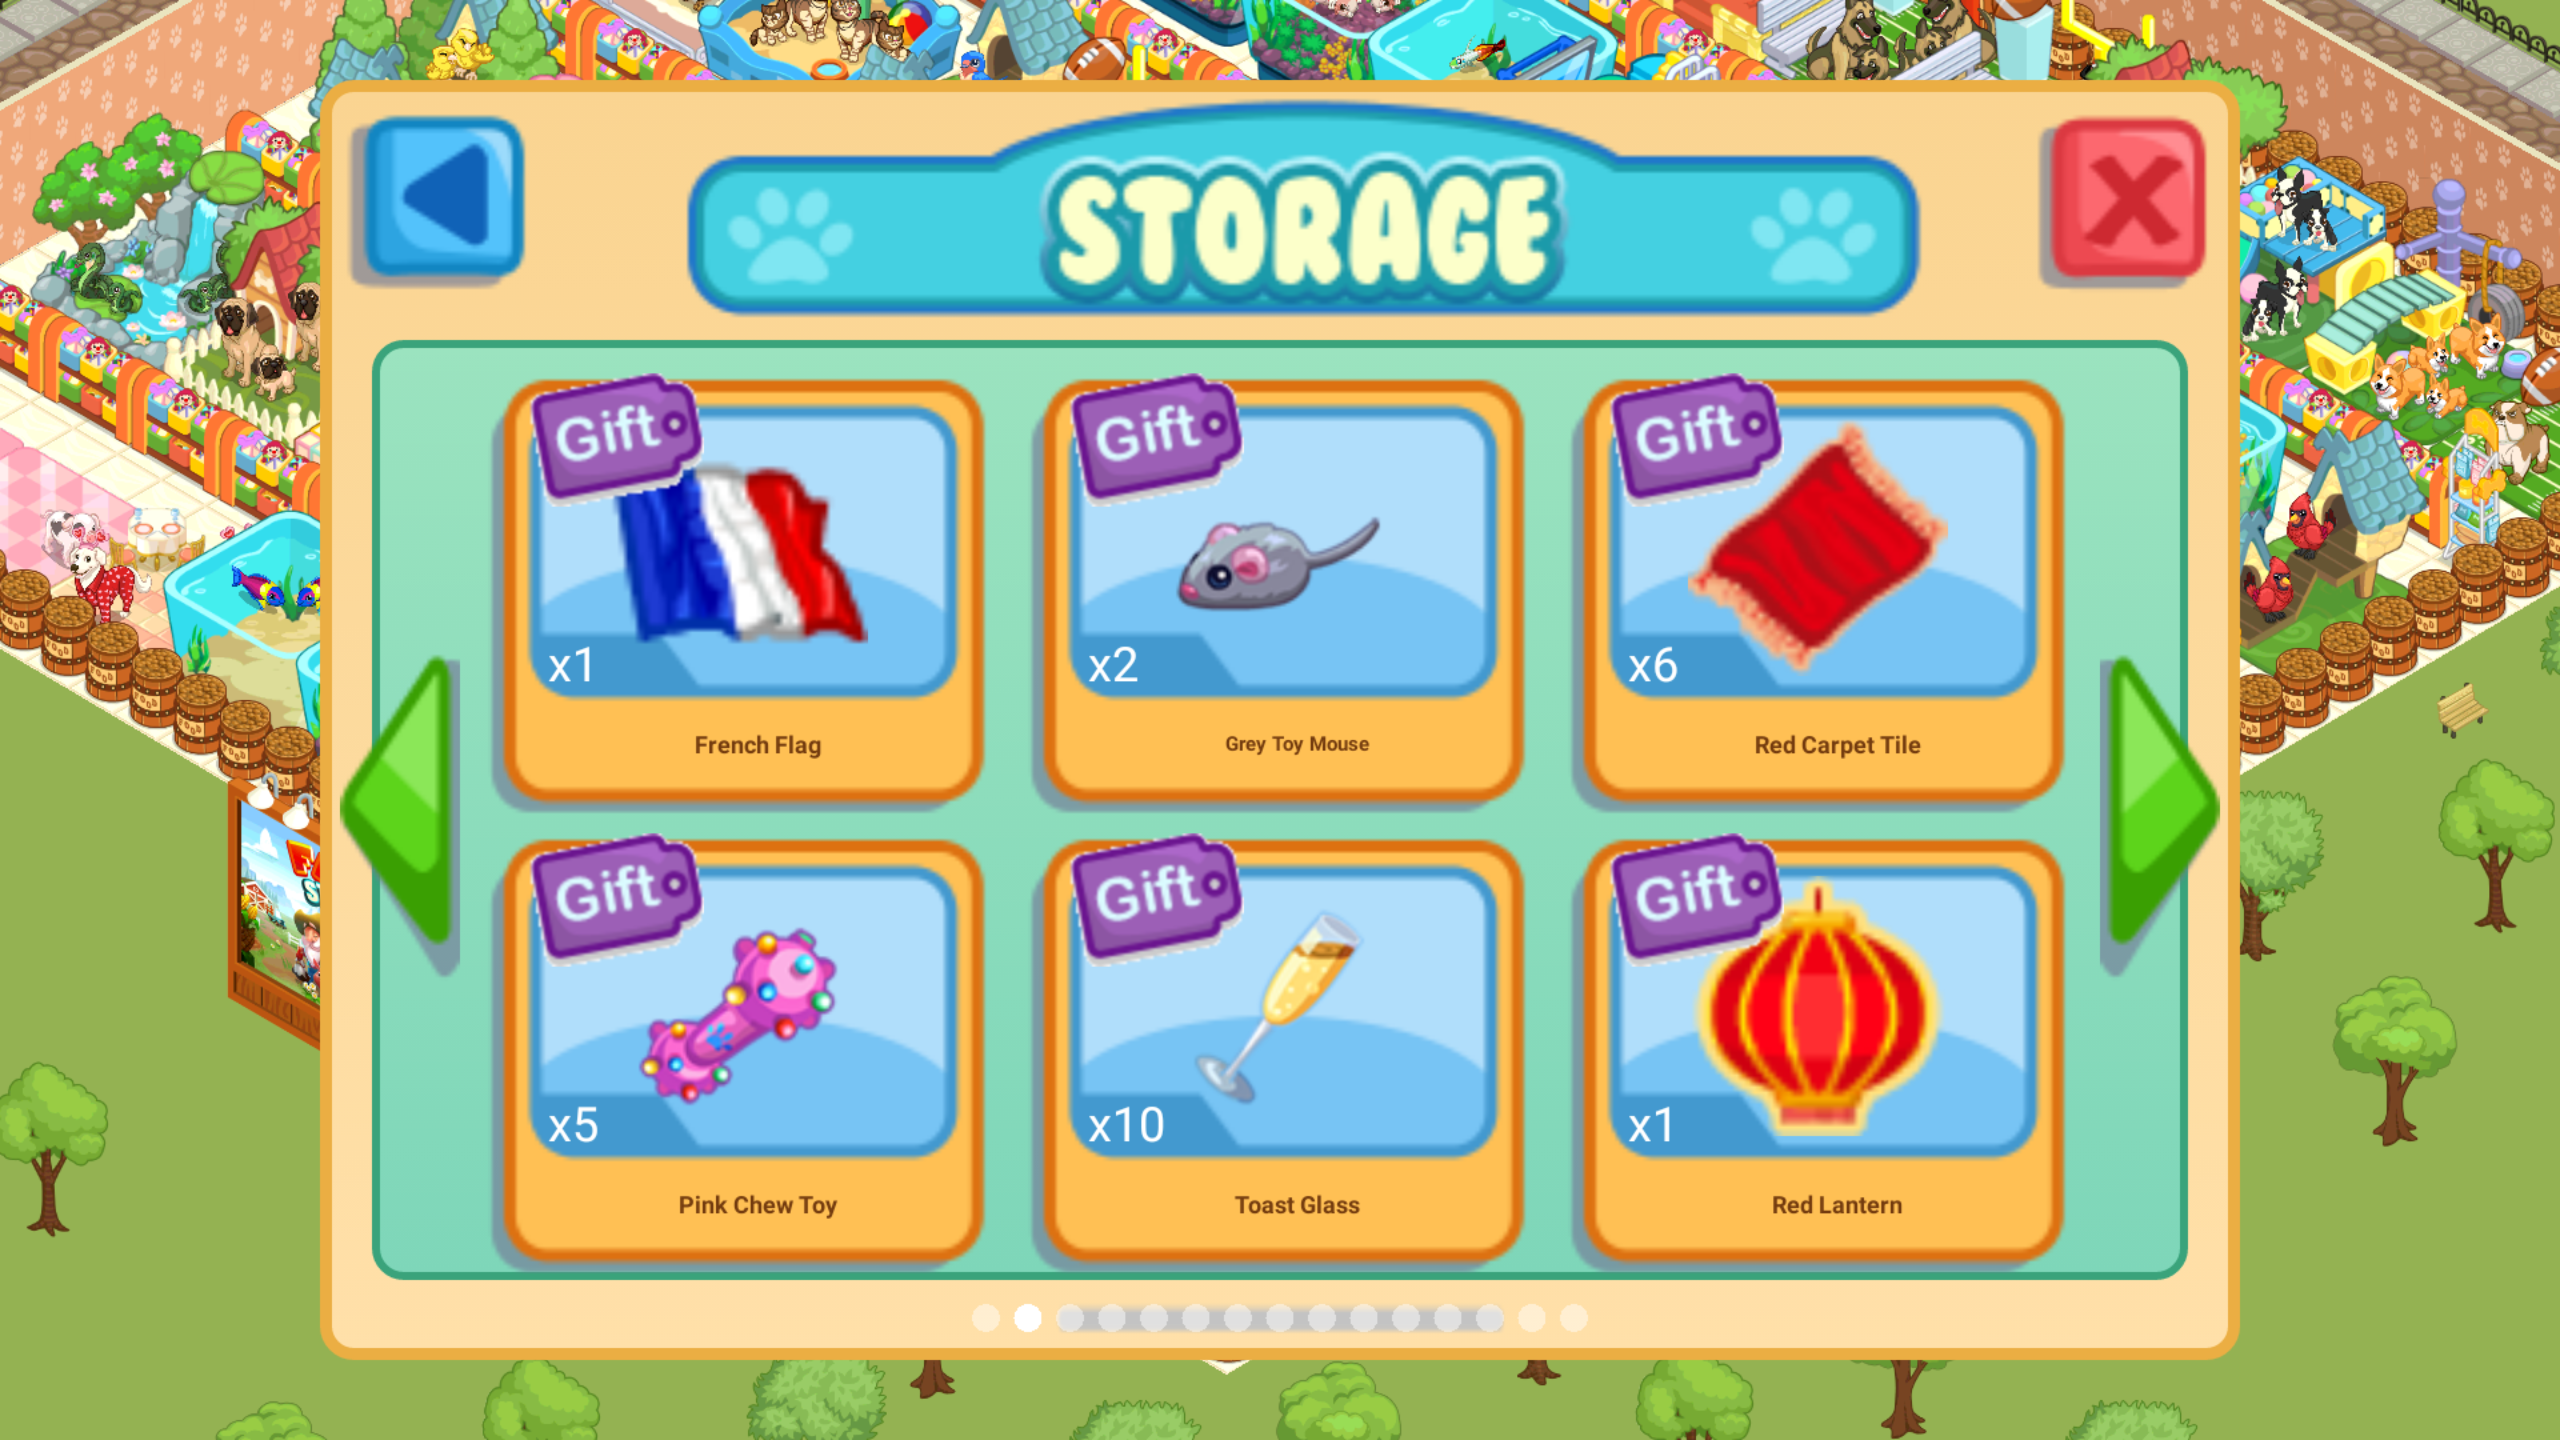 STORAGE
Gift
x1
French Flag
Gift
x2
Grey Toy Mouse
Gift
x6
Red Carpet Tile
Gift
x5
Pink Chew Toy
Gift
x10
Toast Glass
Gift
x1
Red Lantern